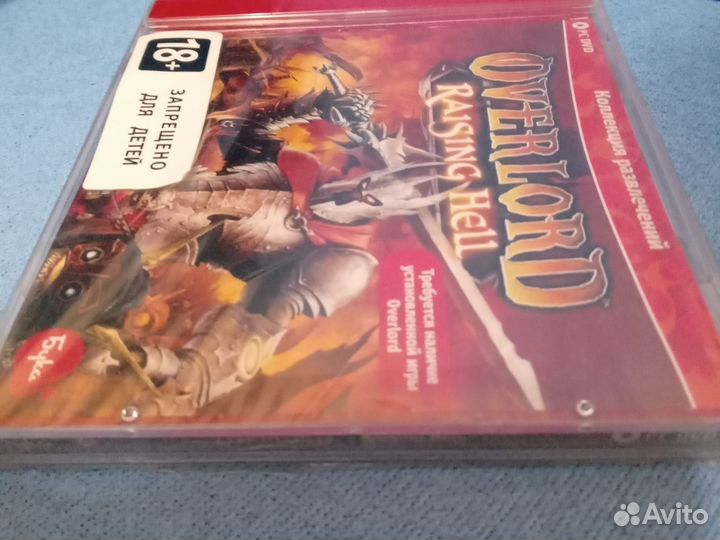 PC DVD
Коллекция развлечений
OVERLORD
RAISING HELL
Требуется наличие
установленной игры
Overlord
18+
ЗАПРЕЩЕНО
ДЛЯ ДЕТЕЙ
Бука
Avito